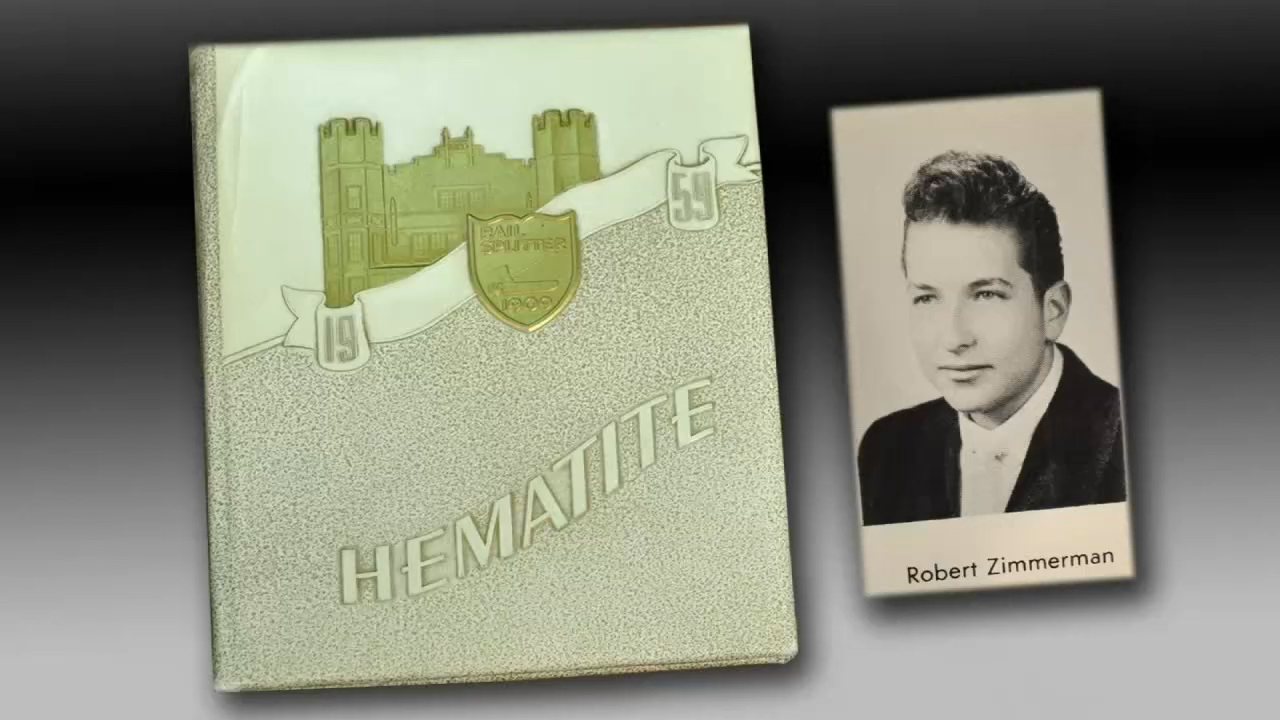 19
59
RAIL
SPLITTER
1909
HEMATITE
Robert Zimmerman